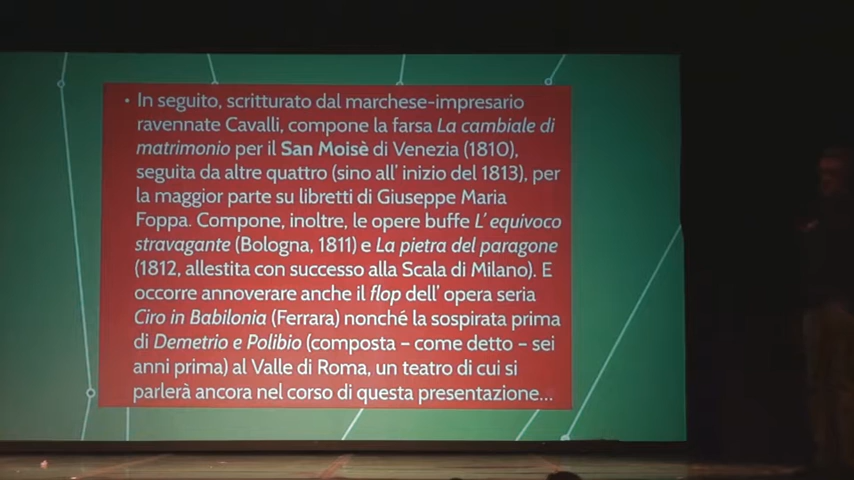 • In seguito, scritturato dal marchese-impresario
ravennate Cavalli, compone la farsa La cambiale di
matrimonio per il San Moisè di Venezia (1810),
seguita da altre quattro (sino all' inizio del 1813), per
la maggior parte su libretti di Giuseppe Maria
Foppa. Compone, inoltre, le opere buffe L' equivoco
stravagante (Bologna, 1811) e La pietra del paragone
(1812, allestita con successo alla Scala di Milano). E
occorre annoverare anche il flop dell' opera seria
Ciro in Babilonia (Ferrara) nonché la sospirata prima
di Demetrio e Polibio (composta – come detto – sei
anni prima) al Valle di Roma, un teatro di cui si
parlerà ancora nel corso di questa presentazione...